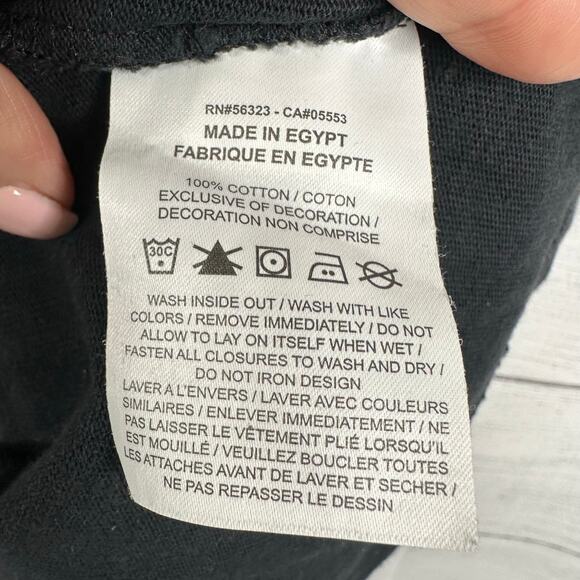 RN#56323 - CA#05553
MADE IN EGYPT
FABRIQUE EN EGYPTE
100% COTTON / COTON
EXCLUSIVE OF DECORATION /
DECORATION NON COMPRISE
30C
WASH INSIDE OUT / WASH WITH LIKE
COLORS / REMOVE IMMEDIATELY / DO NOT
ALLOW TO LAY ON ITSELF WHEN WET /
FASTEN ALL CLOSURES TO WASH AND DRY /
DO NOT IRON DESIGN
LAVER A L'ENVERS / LAVER AVEC COULEURS
SIMILAIRES / ENLEVER IMMEDIATEMENT / NE
PAS LAISSER LE VÊTEMENT PLIÉ LORSQU'IL
EST MOUILLÉ / VEUILLEZ BOUCLER TOUTES
LES ATTACHES AVANT DE LAVER ET SECHER /
NE PAS REPASSER LE DESSIN